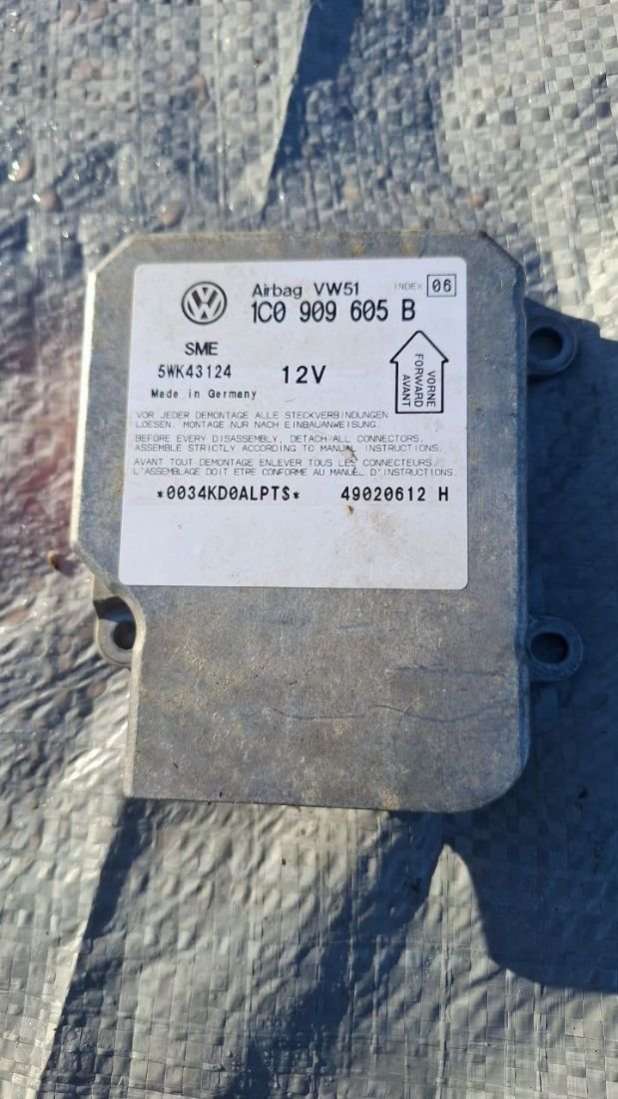 Airbag VW51 INDEX 06
1C0 909 605 B
SME
5WK43124 12V
Made in Germany
VORNE
FORWARD
AVANT
VOR JEDER DEMONTAGE ALLE STECKVERBINDUNGEN
LOESEN. MONTAGE NUR NACH EINBAUANWEISUNG.
BEFORE EVERY DISASSEMBLY, DETACH ALL CONNECTORS.
ASSEMBLE STRICTLY ACCORDING TO MANUAL INSTRUCTIONS.
AVANT TOUT DEMONTAGE ENLEVER TOUS LES CONNECTEURS/
L'ASSEMBLAGE DOIT ETRE CONFORME AU MANUEL D'INSTRUCTIONS.
*0034KD0ALPT$* 49020612 H